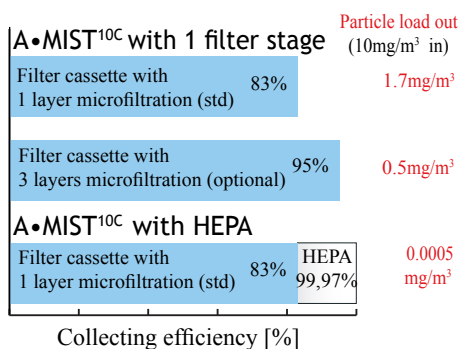 Particle load out
A•MIST10C with 1 filter stage (10mg/m³ in)
Filter cassette with
1 layer microfiltration (std) 83% 1.7mg/m³
Filter cassette with
3 layers microfiltration (optional) 95% 0.5mg/m³
A•MIST10C with HEPA
Filter cassette with
1 layer microfiltration (std) 83% HEPA
99,97% 0.0005
mg/m³
Collecting efficiency [%]